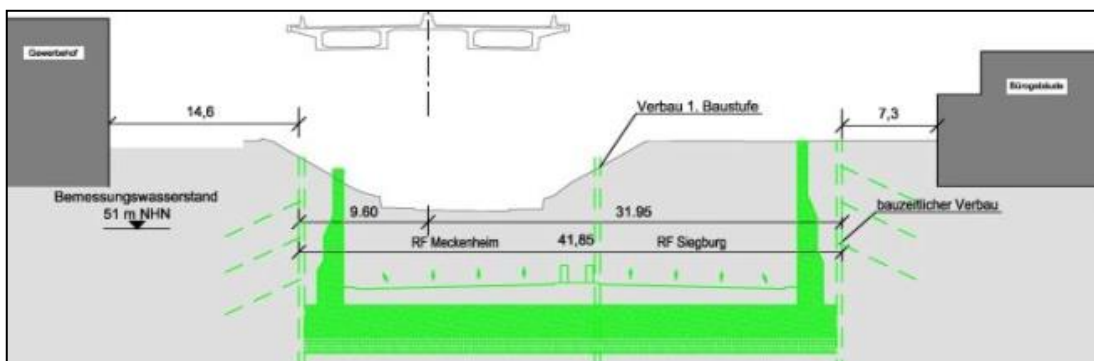 Gewerbehof
Bürogebäude
14,6
Verbau 1. Baustufe
7,3
Bemessungswasserstand
51 m NHN
bauzeitlicher Verbau
9.60
31.95
RF Meckenheim
41,85
RF Siegburg